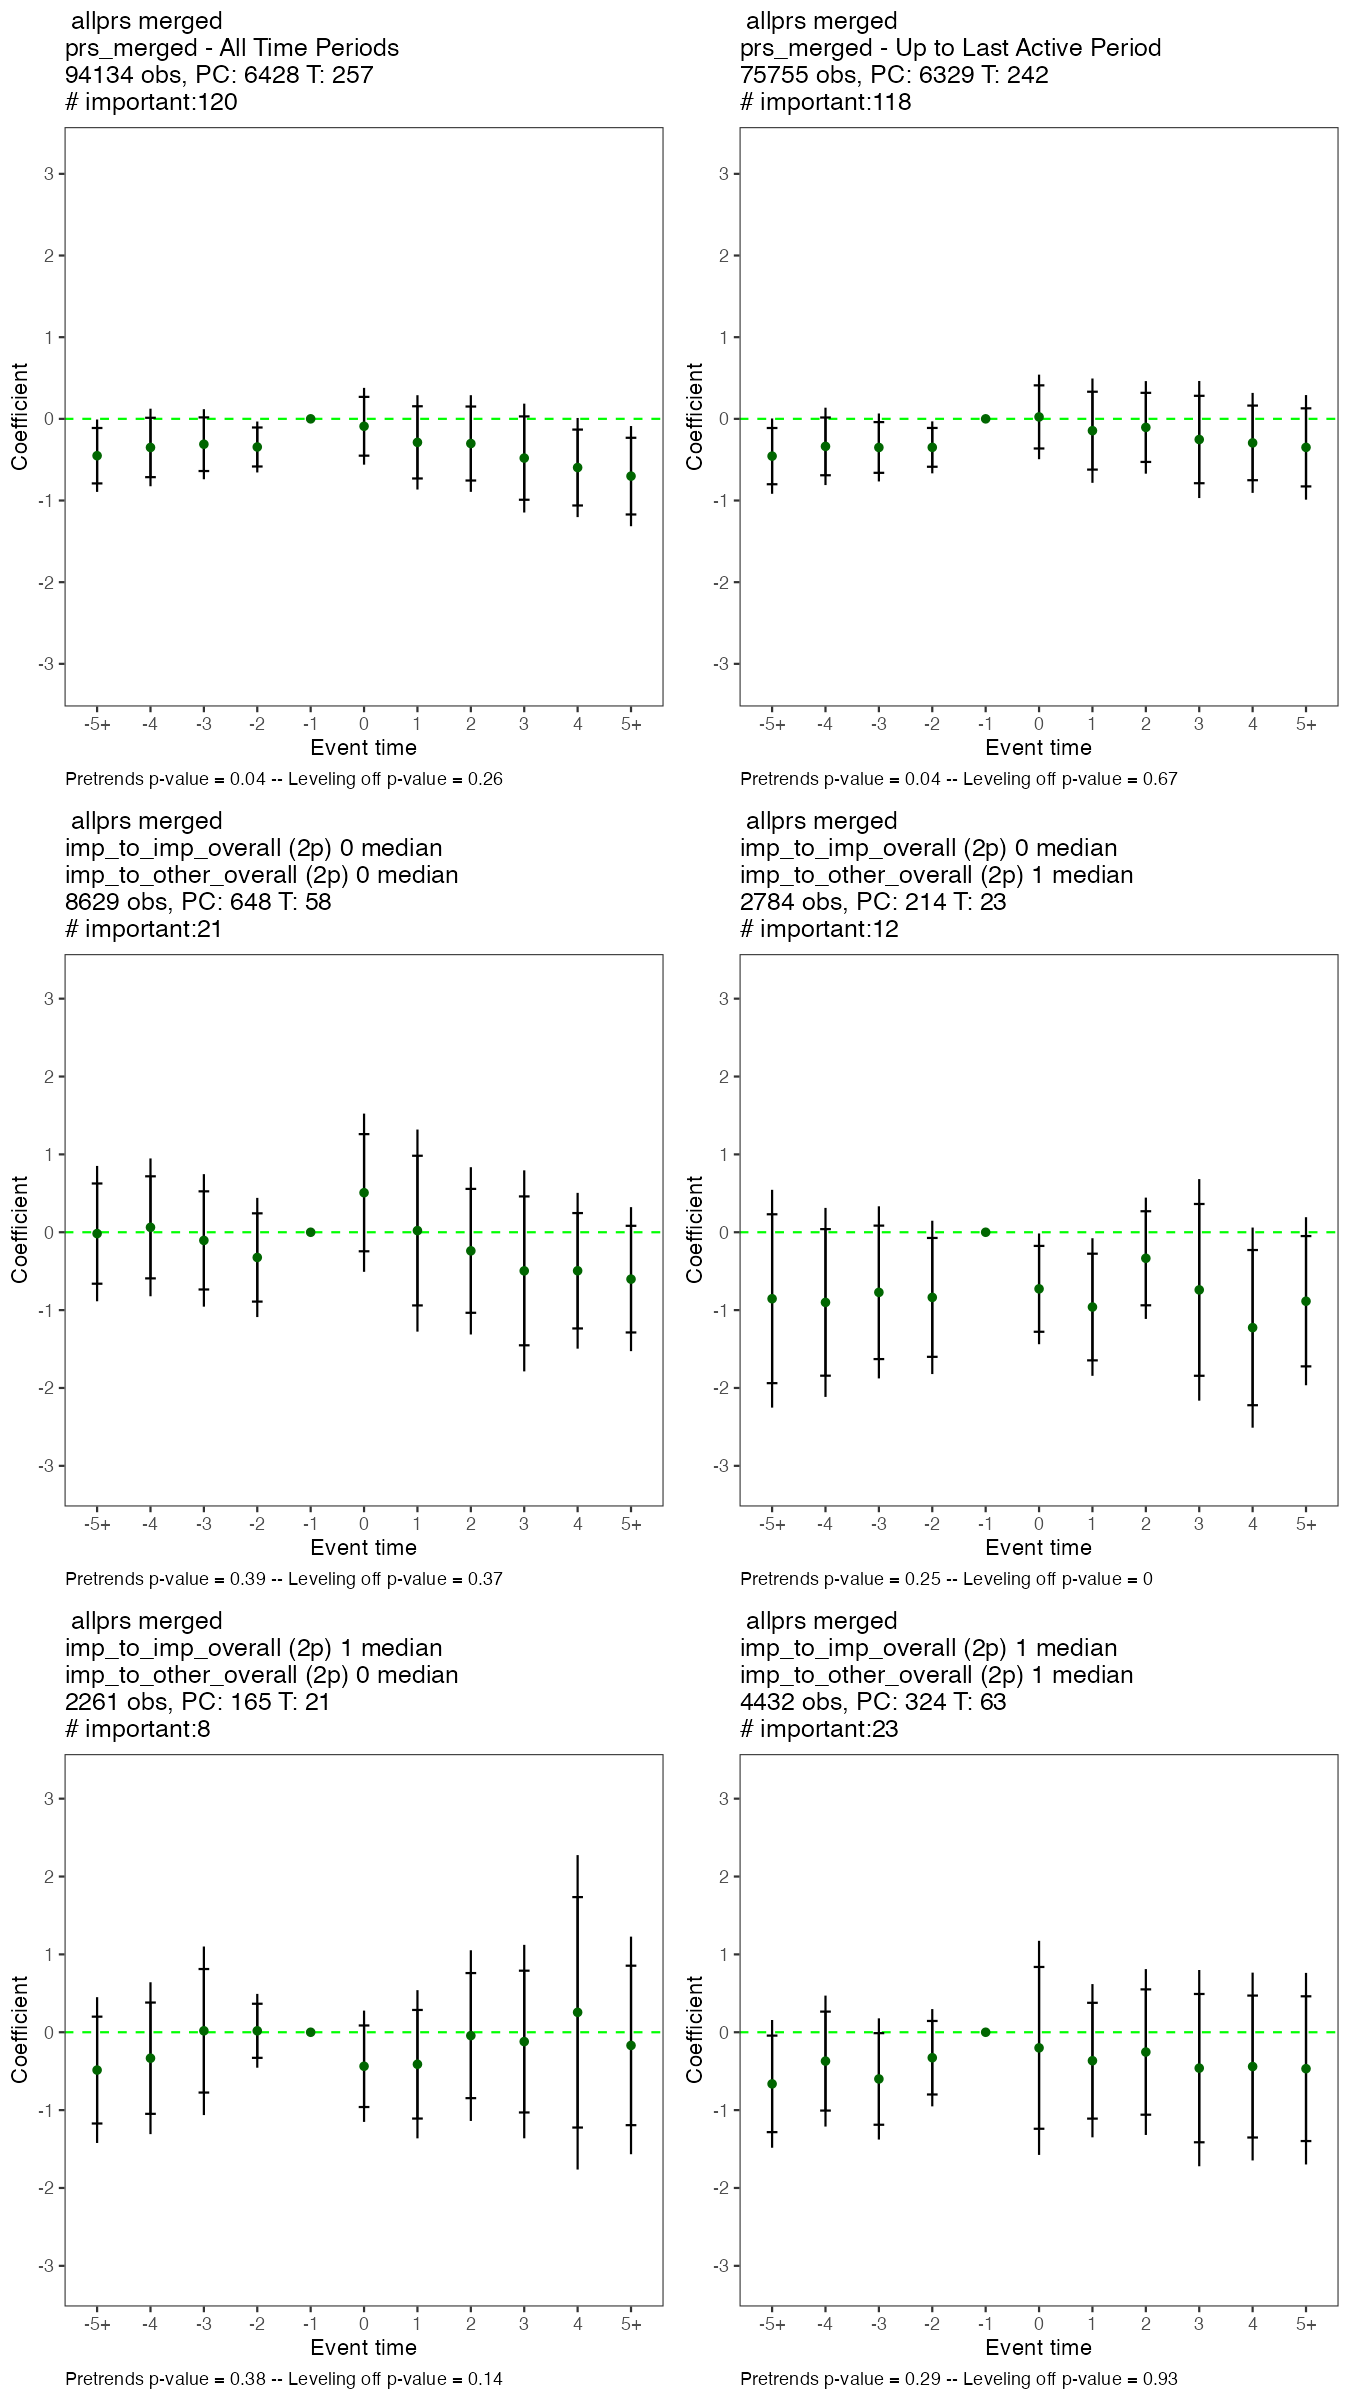 allprs merged
prs_merged - All Time Periods
94134 obs, PC: 6428 T: 257
# important:120
3
2
1
0
-1
-2
-3
Coefficient
-5+ -4 -3 -2 -1 0 1 2 3 4 5+
Event time
Pretrends p-value = 0.04 -- Leveling off p-value = 0.26
allprs merged
prs_merged - Up to Last Active Period
75755 obs, PC: 6329 T: 242
# important:118
3
2
1
0
-1
-2
-3
Coefficient
-5+ -4 -3 -2 -1 0 1 2 3 4 5+
Event time
Pretrends p-value = 0.04 -- Leveling off p-value = 0.67
allprs merged
imp_to_imp_overall (2p) 0 median
imp_to_other_overall (2p) 0 median
8629 obs, PC: 648 T: 58
# important:21
3
2
1
0
-1
-2
-3
Coefficient
-5+ -4 -3 -2 -1 0 1 2 3 4 5+
Event time
Pretrends p-value = 0.39 -- Leveling off p-value = 0.37
allprs merged
imp_to_imp_overall (2p) 0 median
imp_to_other_overall (2p) 1 median
2784 obs, PC: 214 T: 23
# important:12
3
2
1
0
-1
-2
-3
Coefficient
-5+ -4 -3 -2 -1 0 1 2 3 4 5+
Event time
Pretrends p-value = 0.25 -- Leveling off p-value = 0
allprs merged
imp_to_imp_overall (2p) 1 median
imp_to_other_overall (2p) 0 median
2261 obs, PC: 165 T: 21
# important:8
3
2
1
0
-1
-2
-3
Coefficient
-5+ -4 -3 -2 -1 0 1 2 3 4 5+
Event time
Pretrends p-value = 0.38 -- Leveling off p-value = 0.14
allprs merged
imp_to_imp_overall (2p) 1 median
imp_to_other_overall (2p) 1 median
4432 obs, PC: 324 T: 63
# important:23
3
2
1
0
-1
-2
-3
Coefficient
-5+ -4 -3 -2 -1 0 1 2 3 4 5+
Event time
Pretrends p-value = 0.29 -- Leveling off p-value = 0.93